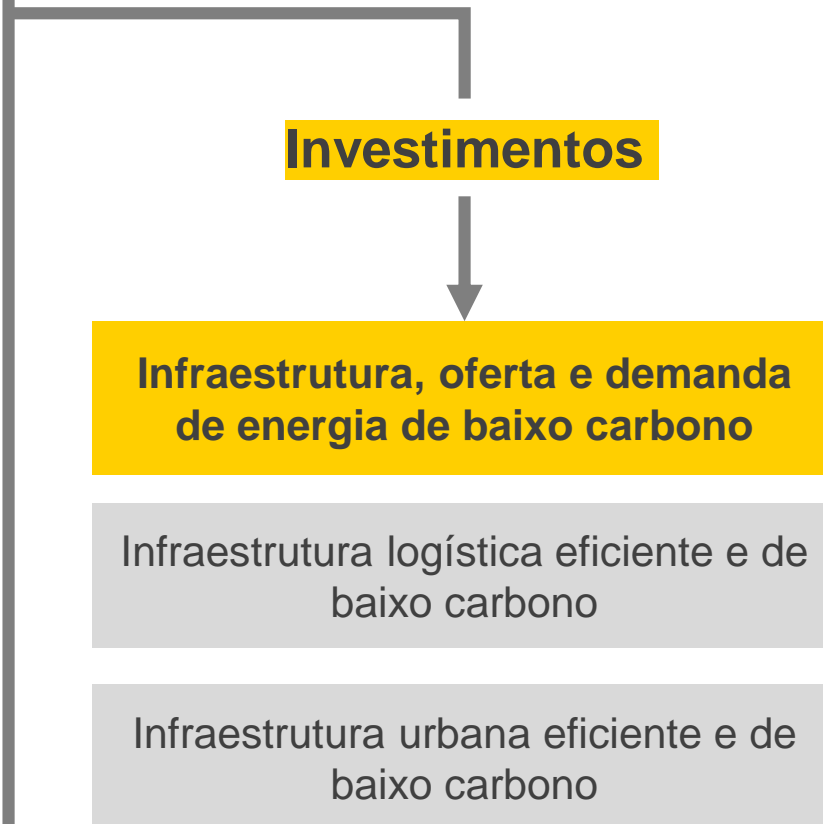 Investimentos
Infraestrutura, oferta e demanda
de energia de baixo carbono
Infraestrutura logística eficiente e de
baixo carbono
Infraestrutura urbana eficiente e de
baixo carbono